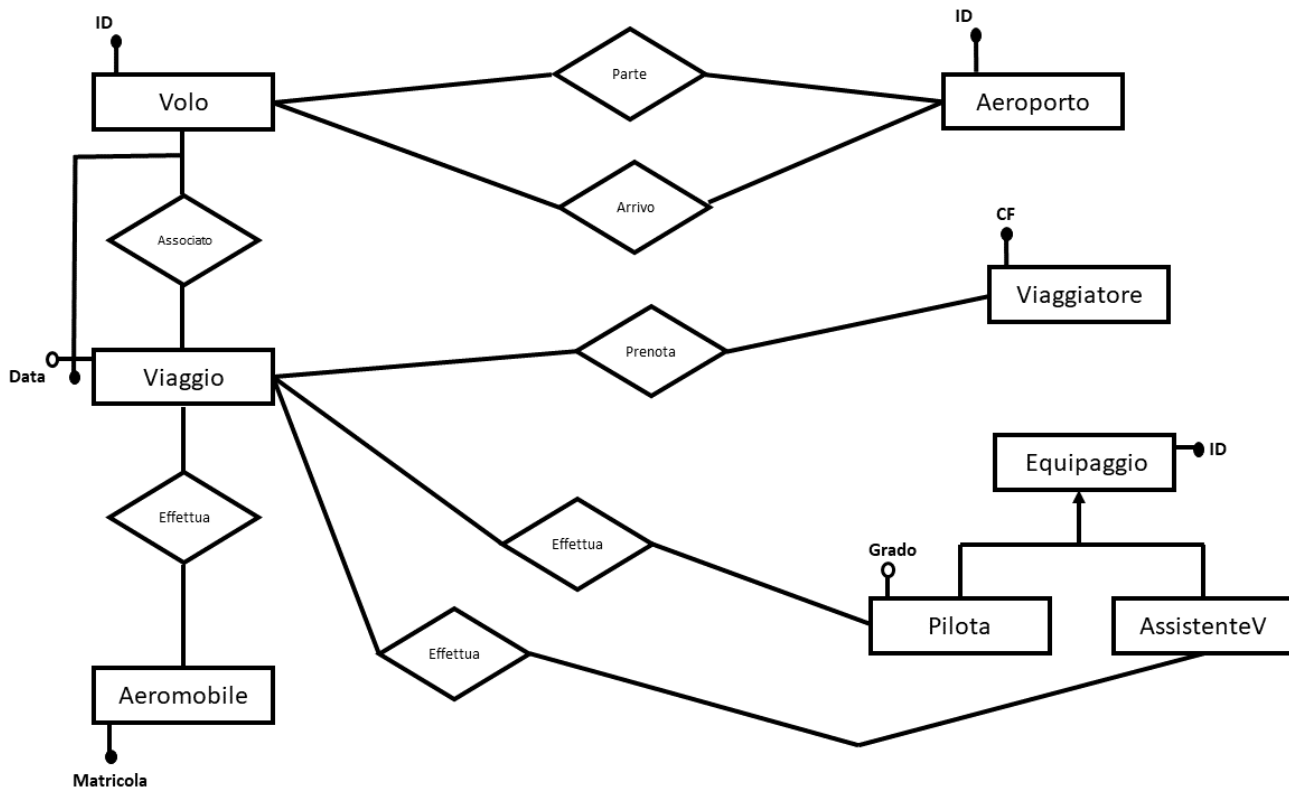 ID
ID
Parte
Volo
Aeroporto
Arrivo
CF
Associato
Viaggiatore
Prenota
Data
Viaggio
Equipaggio
ID
Effettua
Effettua
Grado
Pilota
AssistenteV
Effettua
Aeromobile
Matricola